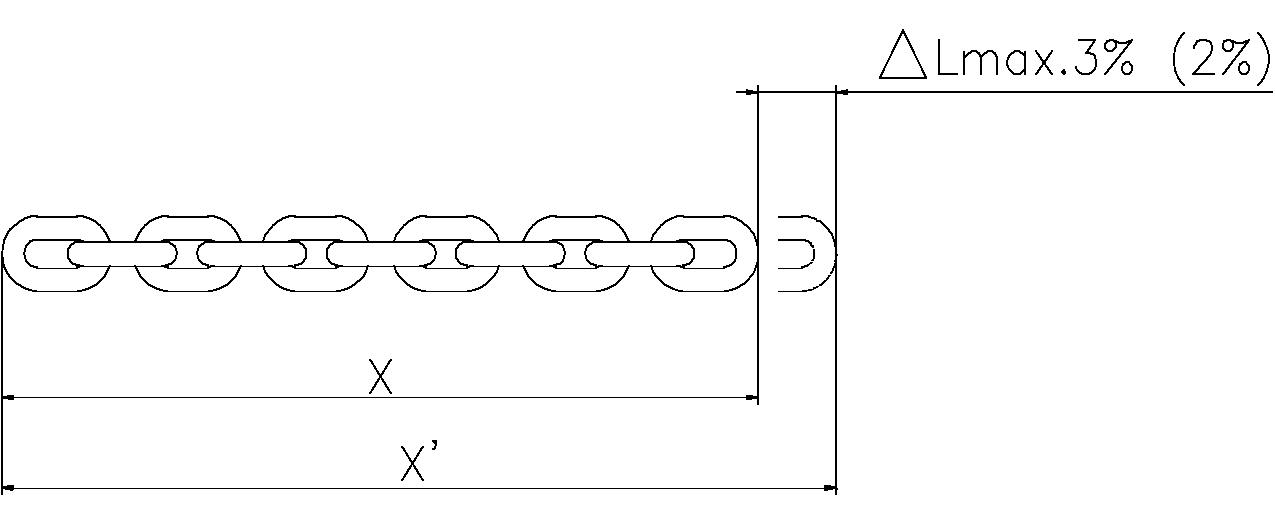 △Lmax.3% (2%)
X
X'